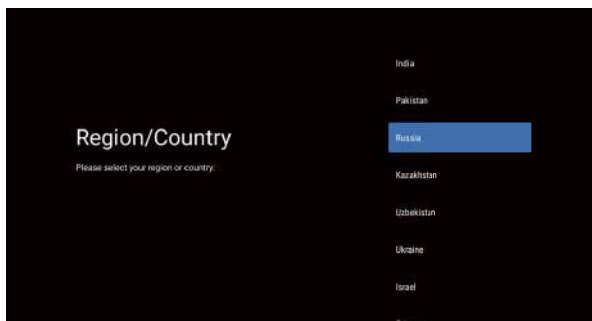 Region/Country
Please select your region or country.
India
Pakistan
Russia
Kazakhstan
Uzbekistan
Ukraine
Israel